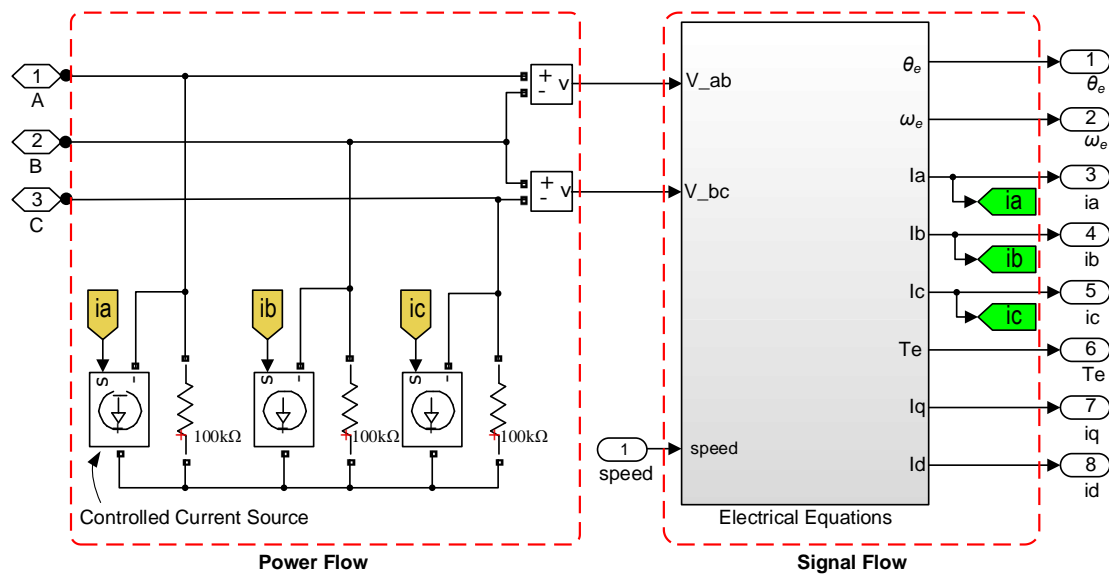 1
A
2
B
3
C
+
-
v
+
-
v
ia
ib
ic
s
-
s
-
s
-
+
100kΩ
+
100kΩ
+
100kΩ
Controlled Current Source
Power Flow
V_ab
V_bc
speed
1
speed
θe
ωe
Ia
Ib
Ic
Te
Iq
Id
Electrical Equations
ia
ib
ic
1
θe
2
ωe
3
ia
4
ib
5
ic
6
Te
7
iq
8
id
Signal Flow